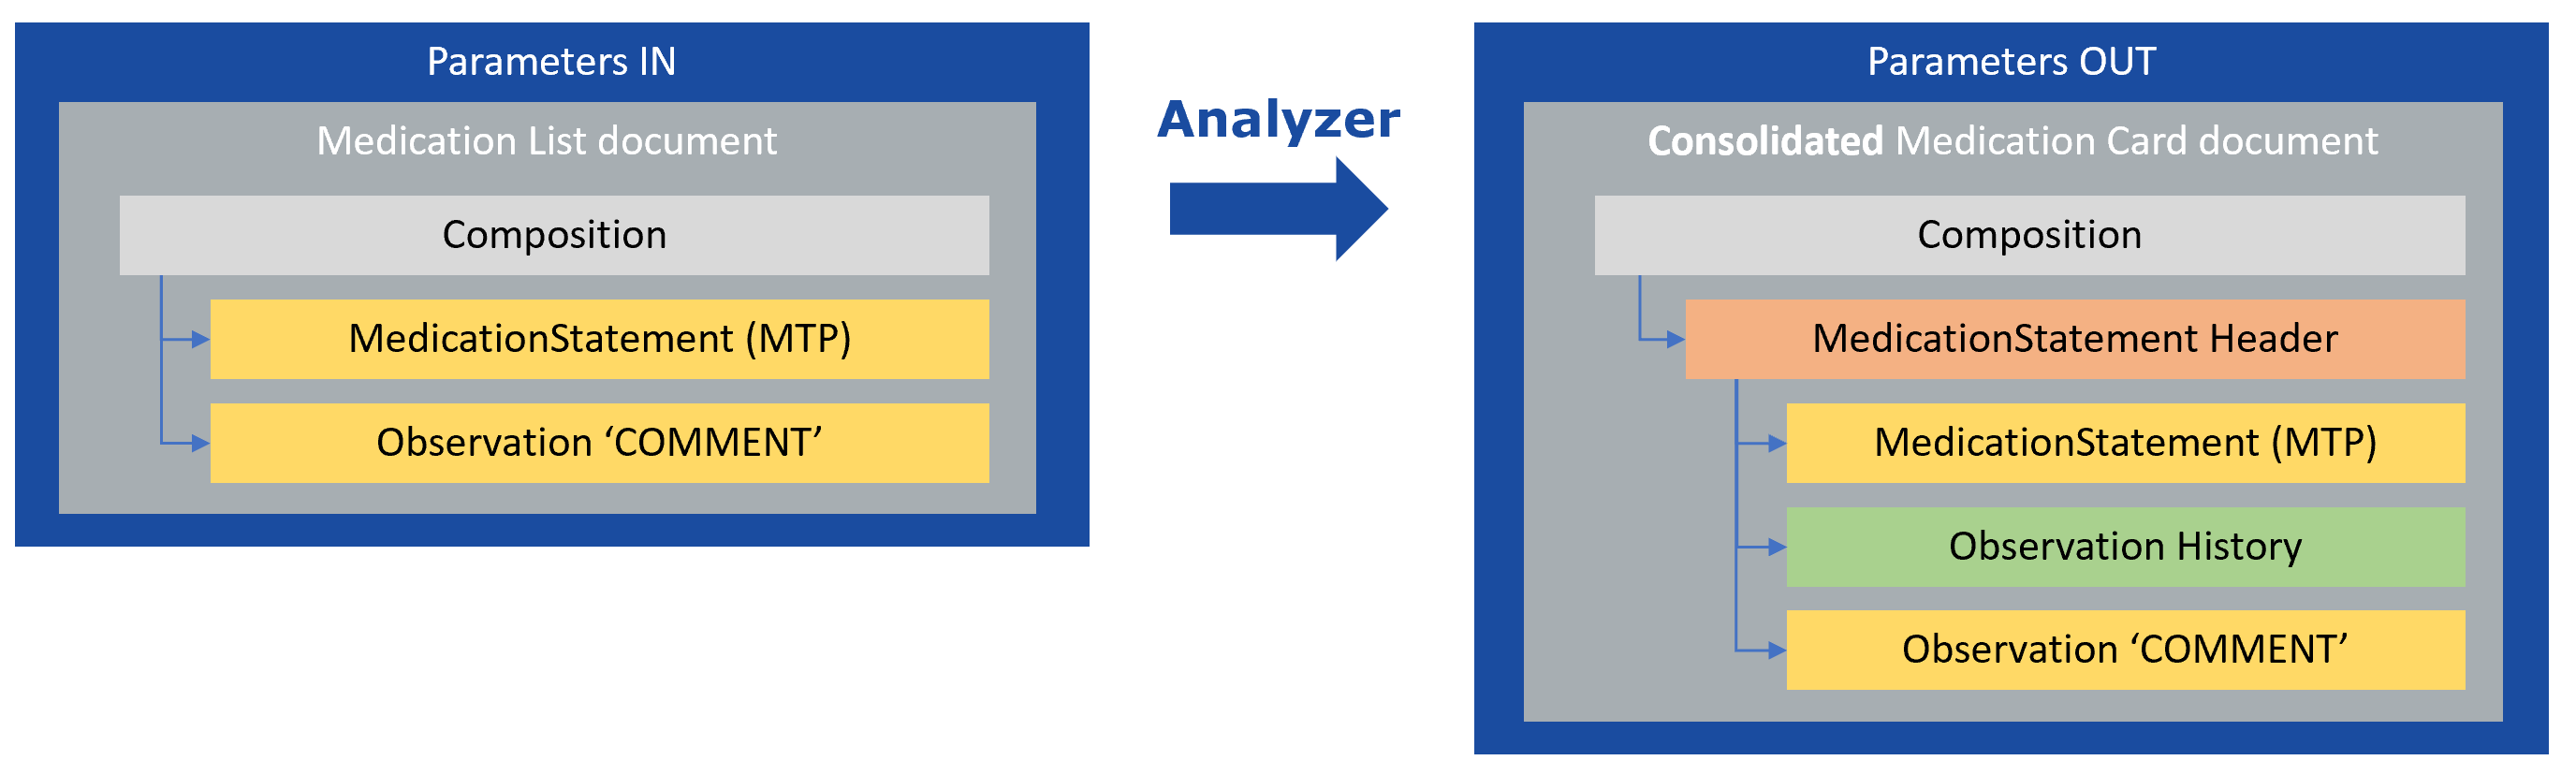 Parameters IN
Medication List document
Composition
MedicationStatement (MTP)
Observation ‘COMMENT’
Analyzer
Parameters OUT
Consolidated Medication Card document
Composition
MedicationStatement Header
MedicationStatement (MTP)
Observation History
Observation ‘COMMENT’